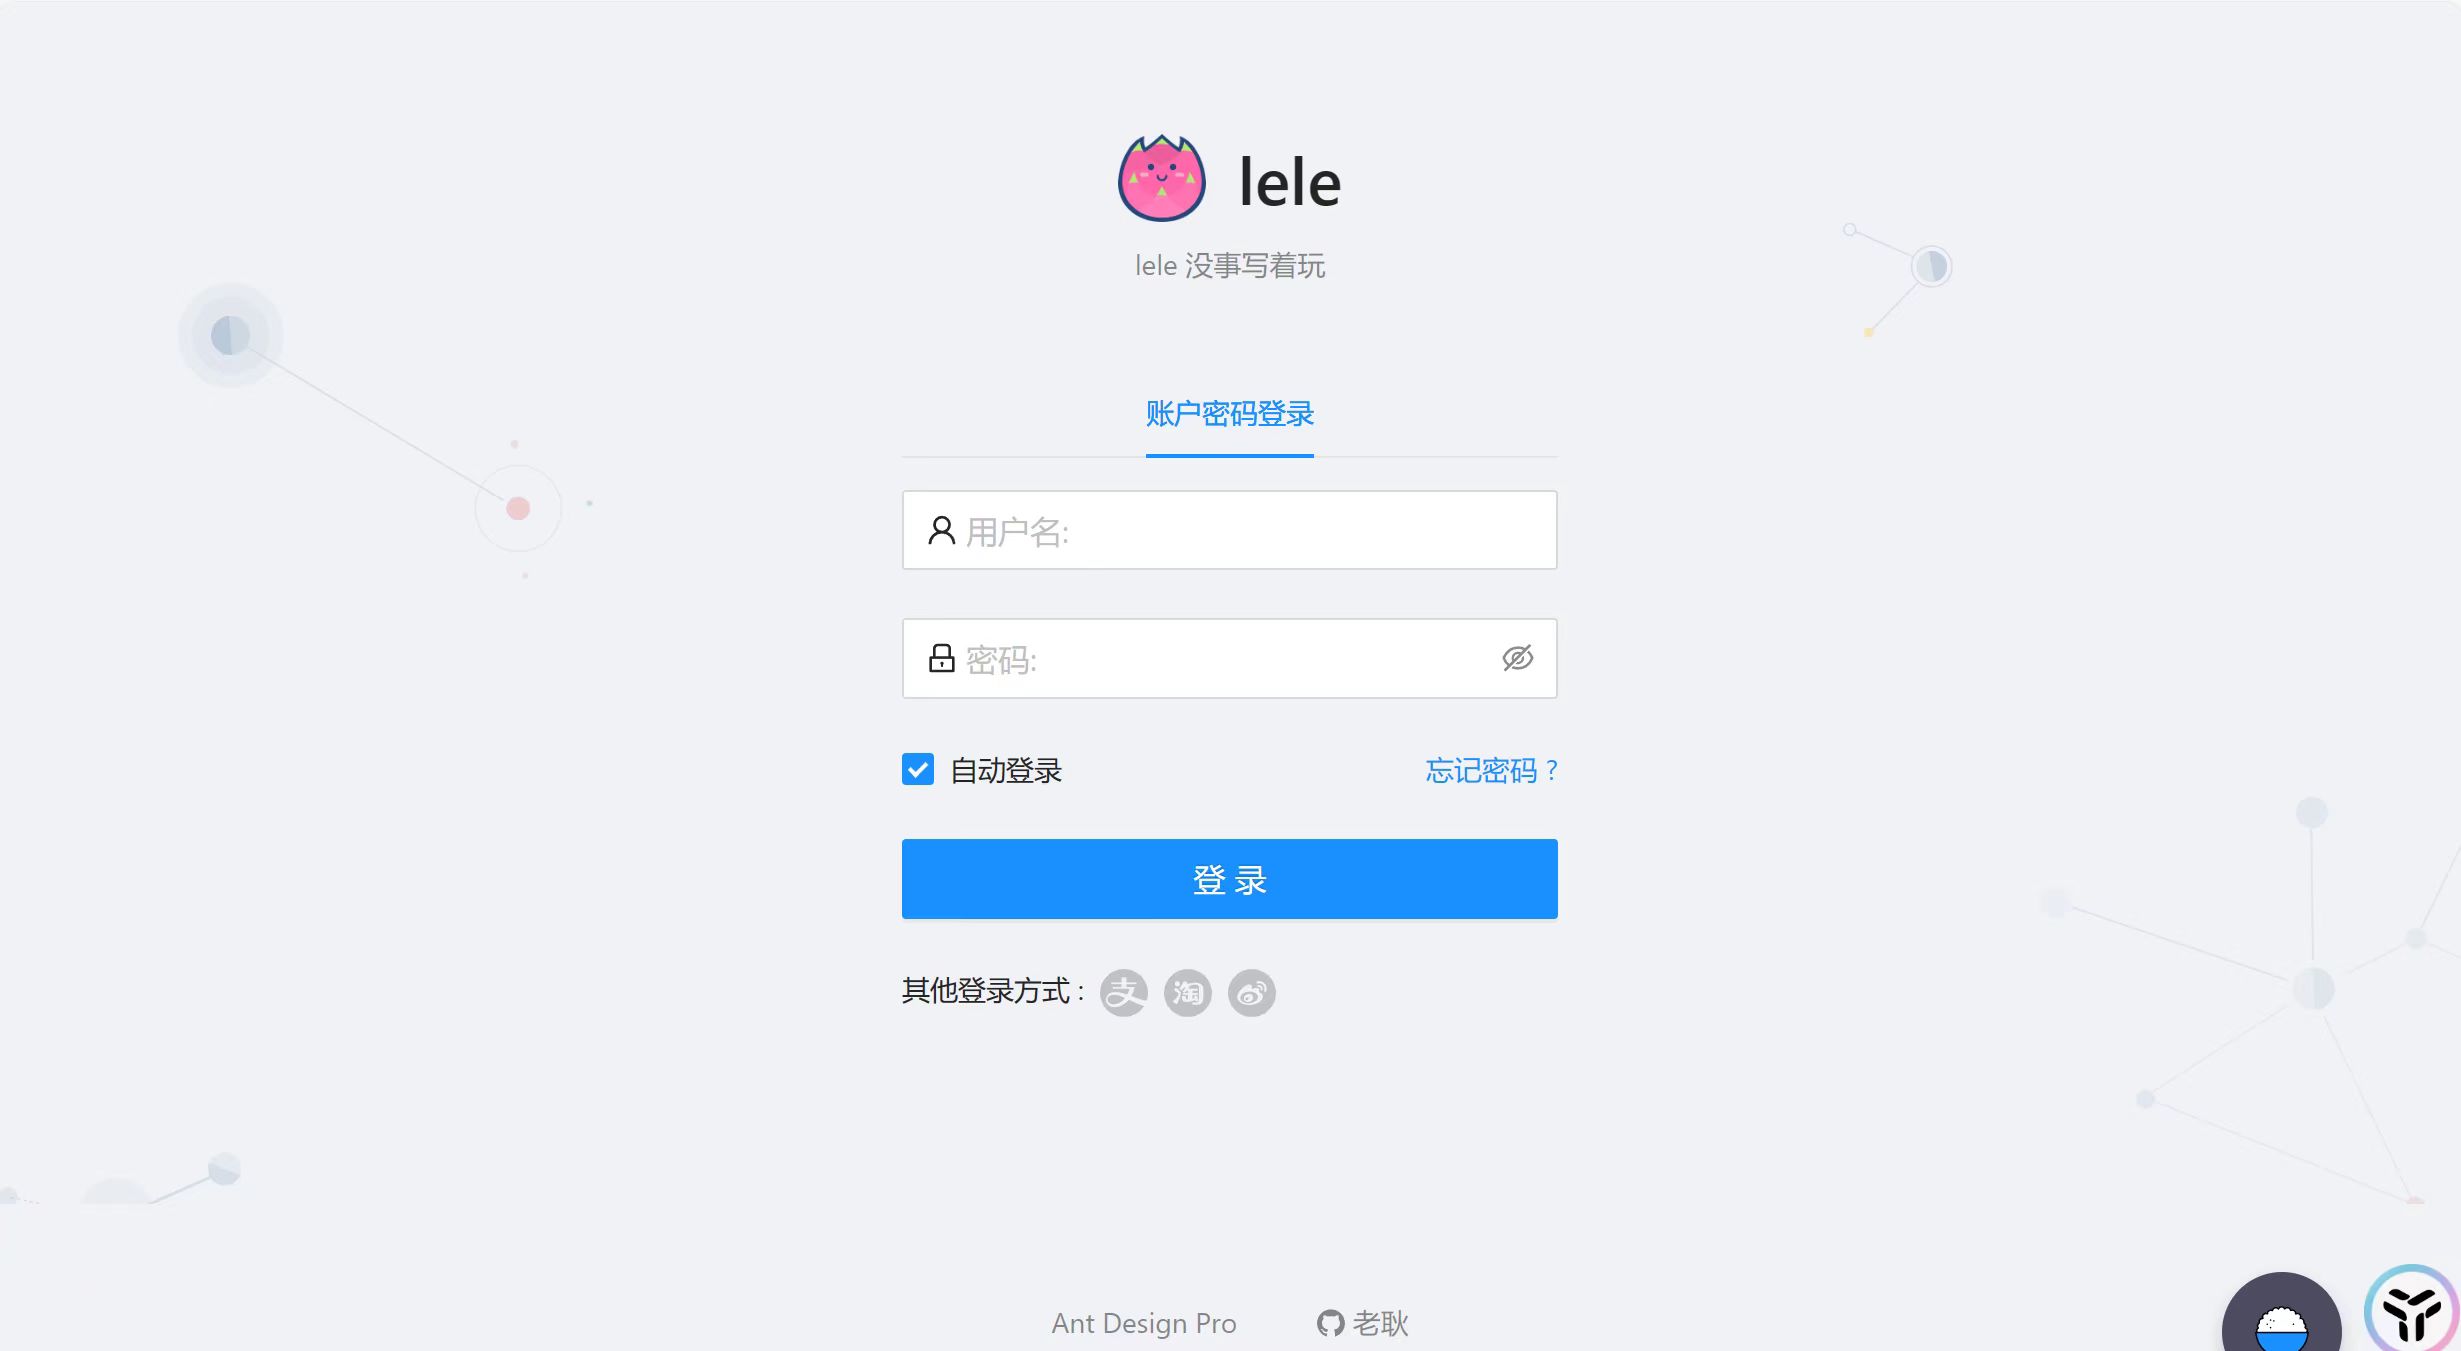 lele
lele 没事写着玩
账户密码登录
用户名:
密码:
自动登录
忘记密码 ?
登 录
其他登录方式 :
支 淘
Ant Design Pro
老耿